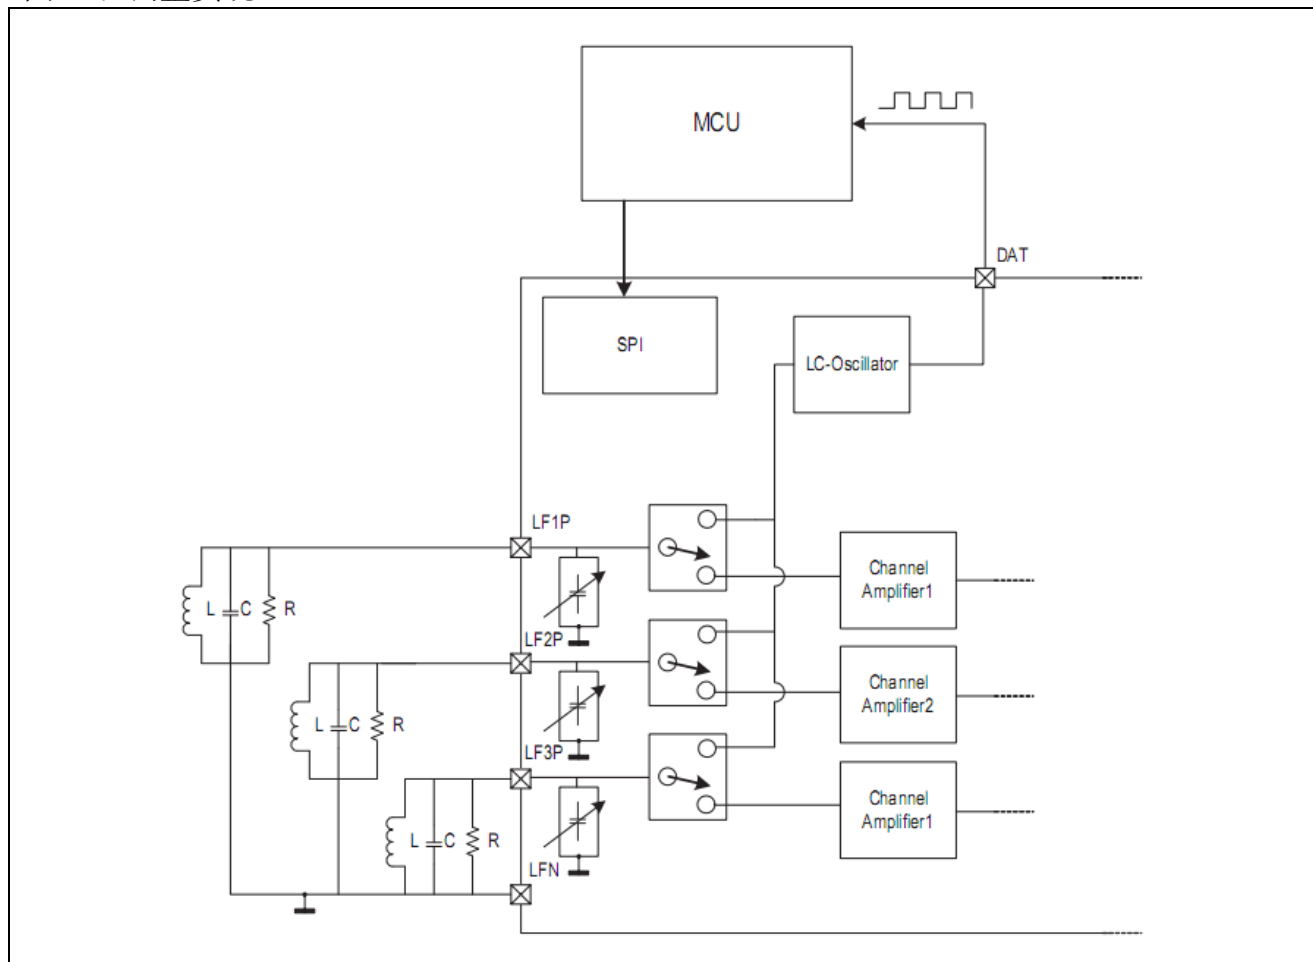 MCU
DAT
SPI
LC-Oscillator
LF1P
Channel
Amplifier1
L C R
LF2P
Channel
Amplifier2
L C R
LF3P
Channel
Amplifier1
L C R
LFN